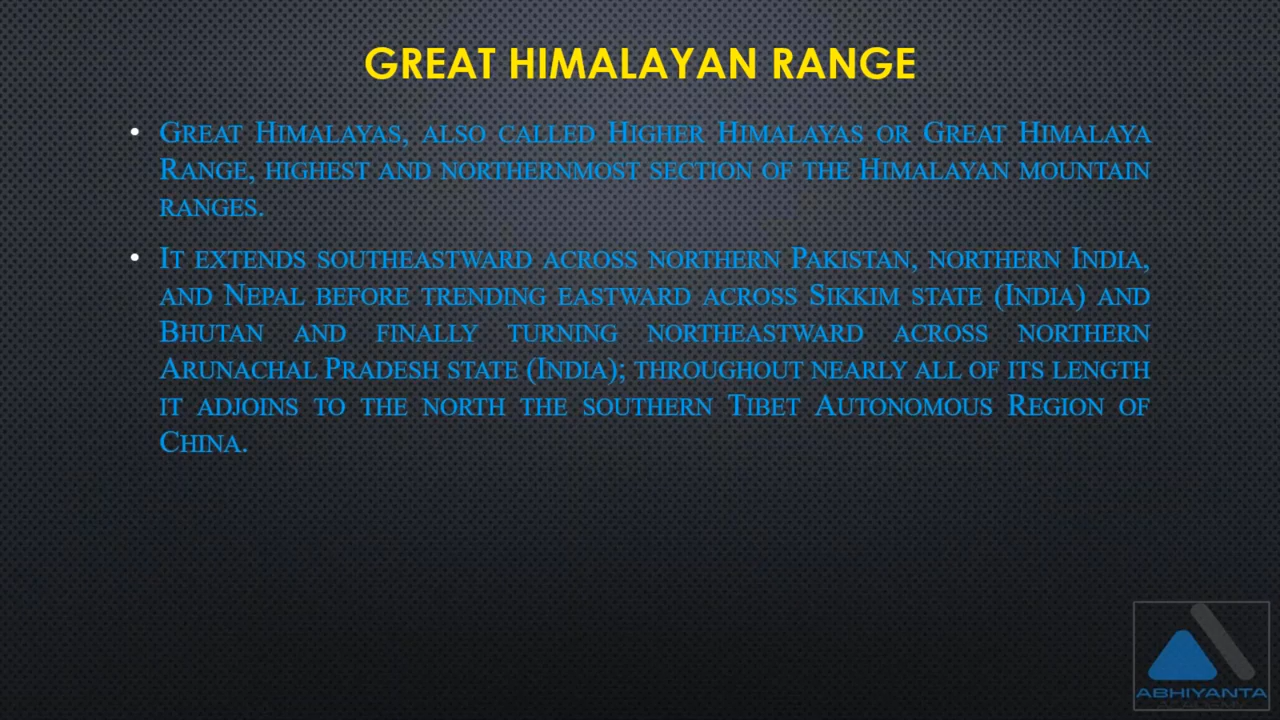 GREAT HIMALAYAN RANGE
• Great Himalayas, also called Higher Himalayas or Great Himalaya
Range, highest and northernmost section of the Himalayan mountain
ranges.
• It extends southeastward across northern Pakistan, northern India,
and Nepal before trending eastward across Sikkim state (India) and
Bhutan and finally turning northeastward across northern
Arunachal Pradesh state (India); throughout nearly all of its length
it adjoins to the north the southern Tibet Autonomous Region of
China.
ABHIYANTA
ACADEMY